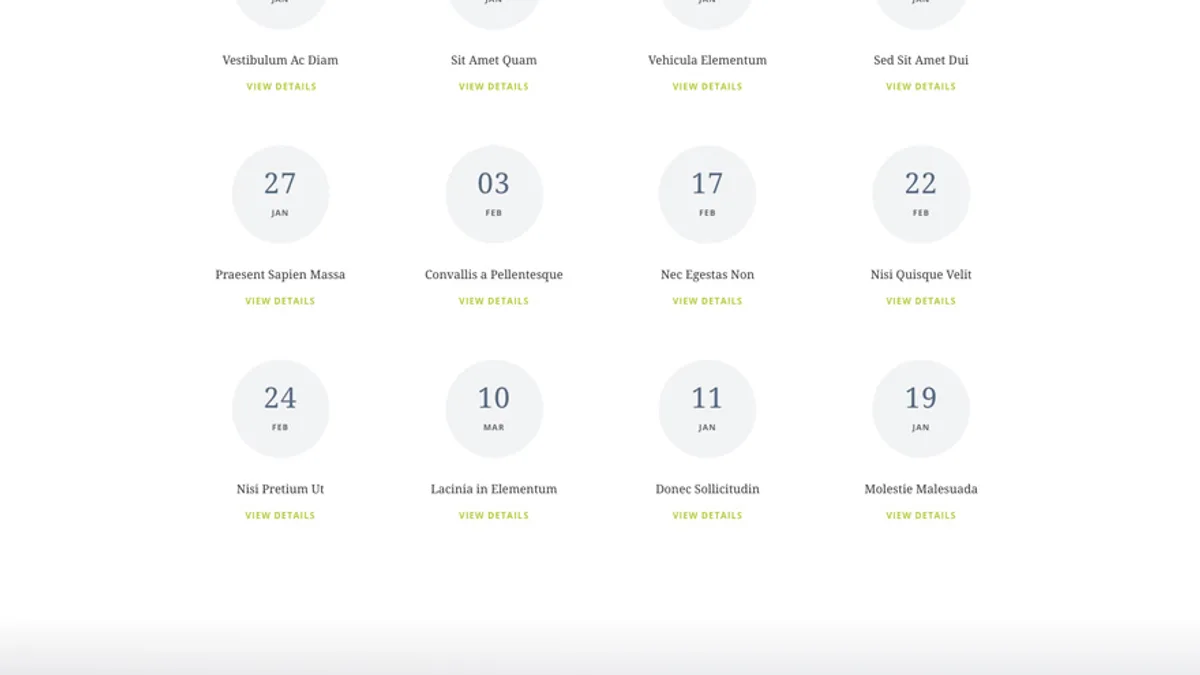 JAN JAN JAN JAN
Vestibulum Ac Diam Sit Amet Quam Vehicula Elementum Sed Sit Amet Dui
VIEW DETAILS VIEW DETAILS VIEW DETAILS VIEW DETAILS
27 03 17 22
JAN FEB FEB FEB
Praesent Sapien Massa Convallis a Pellentesque Nec Egestas Non Nisi Quisque Velit
VIEW DETAILS VIEW DETAILS VIEW DETAILS VIEW DETAILS
24 10 11 19
FEB MAR JAN JAN
Nisi Pretium Ut Lacinia in Elementum Donec Sollicitudin Molestie Malesuada
VIEW DETAILS VIEW DETAILS VIEW DETAILS VIEW DETAILS